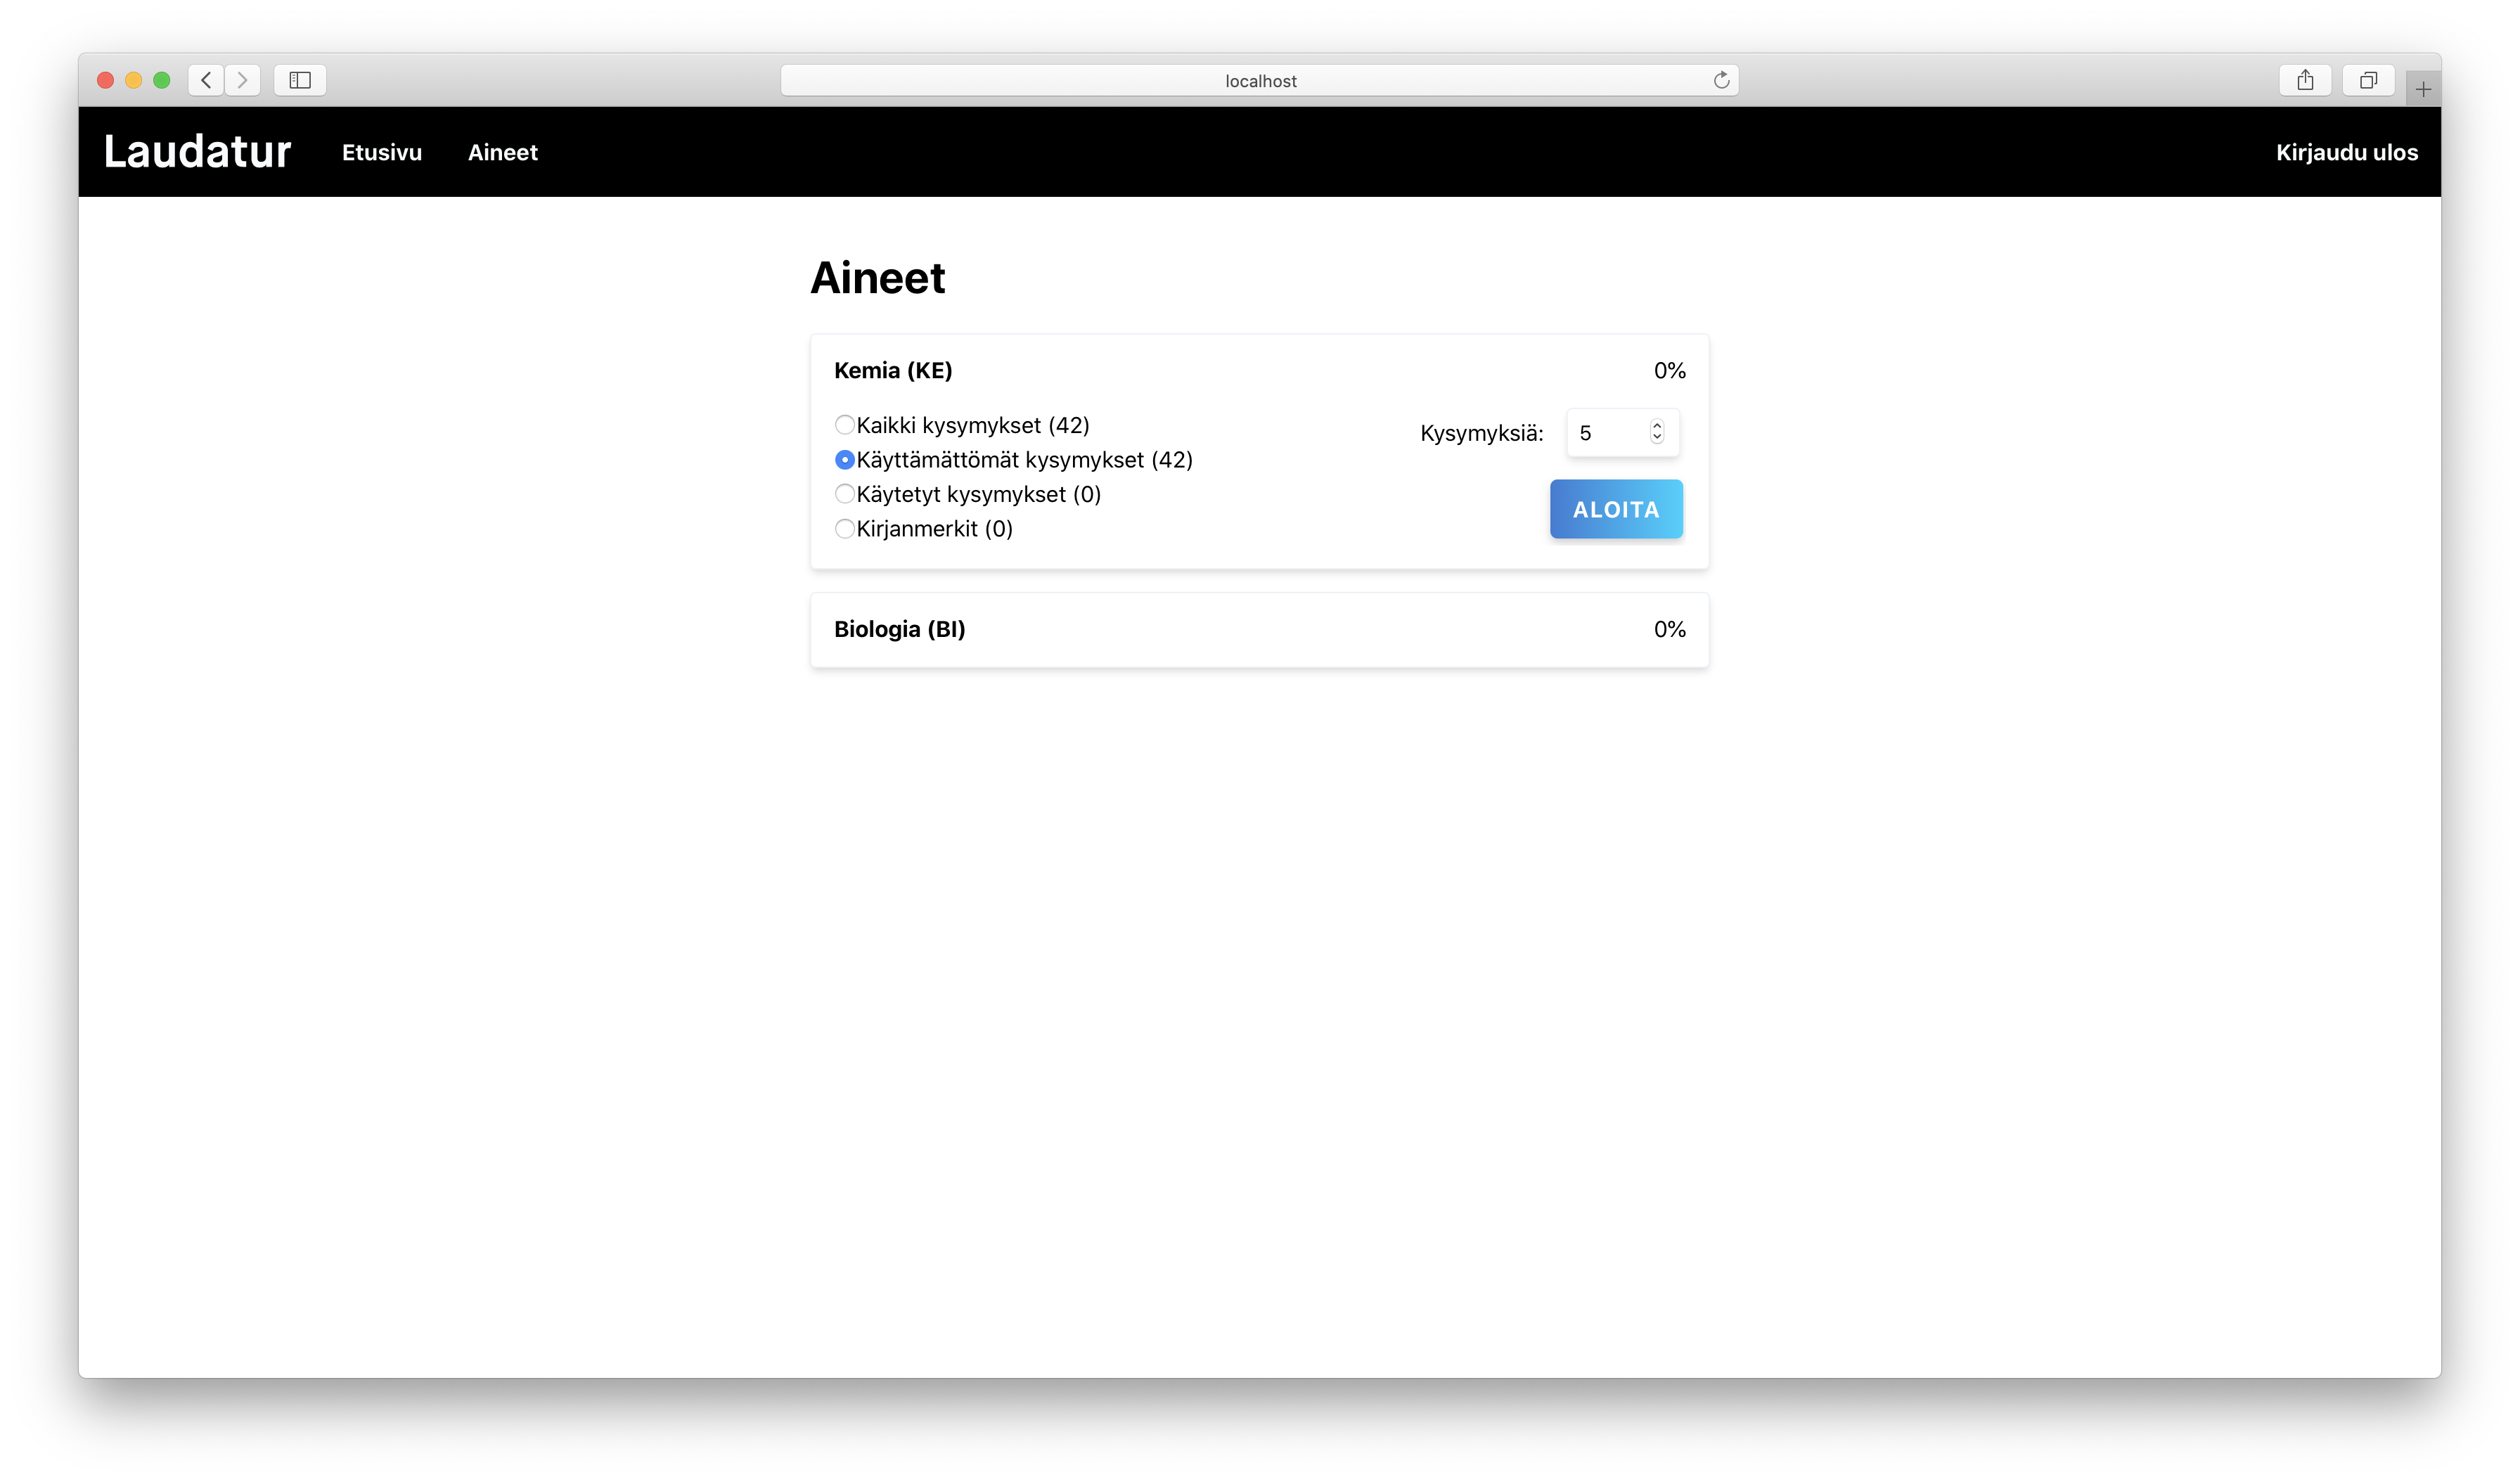 localhost
Laudatur Etusivu Aineet Kirjaudu ulos
Aineet
Kemia (KE) 0%
Kaikki kysymykset (42)
Käyttämättömät kysymykset (42)
Käytetyt kysymykset (0)
Kirjanmerkit (0)
Kysymyksiä: 5
ALOITA
Biologia (BI) 0%